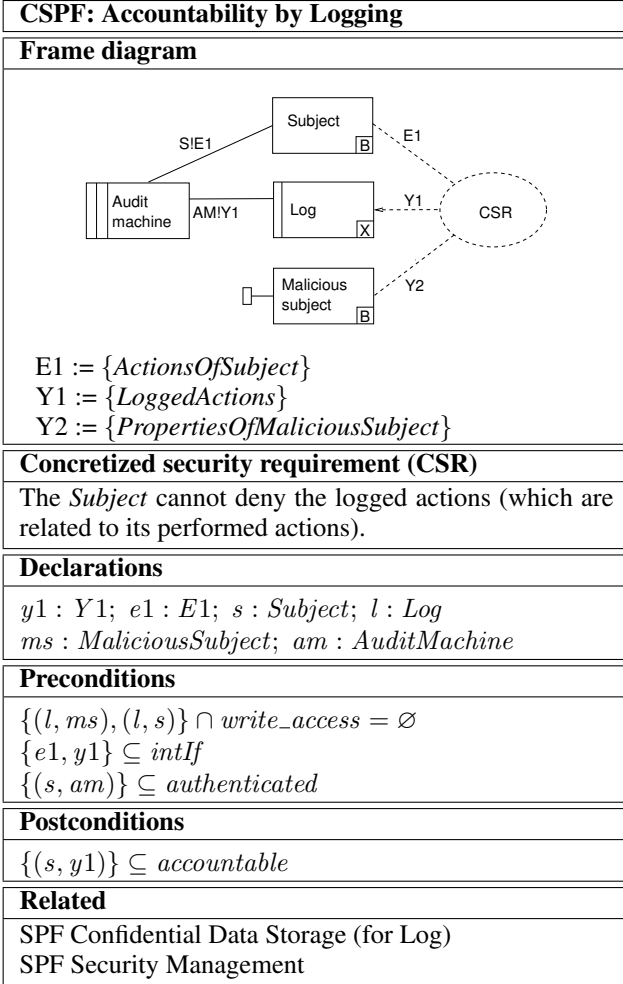 CSPF: Accountability by Logging
Frame diagram
Subject
B
E1
S!E1
Audit
machine
AM!Y1
Log
X
Y1
CSR
Malicious
subject
B
Y2
E1 := {ActionsOfSubject}
Y1 := {LoggedActions}
Y2 := {PropertiesOfMaliciousSubject}
Concretized security requirement (CSR)
The Subject cannot deny the logged actions (which are
related to its performed actions).
Declarations
y1 : Y1; e1 : E1; s : Subject; l : Log
ms : MaliciousSubject; am : AuditMachine
Preconditions
{(l, ms), (l, s)} ∩ write_access = ∅
{e1, y1} ⊆ intIf
{(s, am)} ⊆ authenticated
Postconditions
{(s, y1)} ⊆ accountable
Related
SPF Confidential Data Storage (for Log)
SPF Security Management